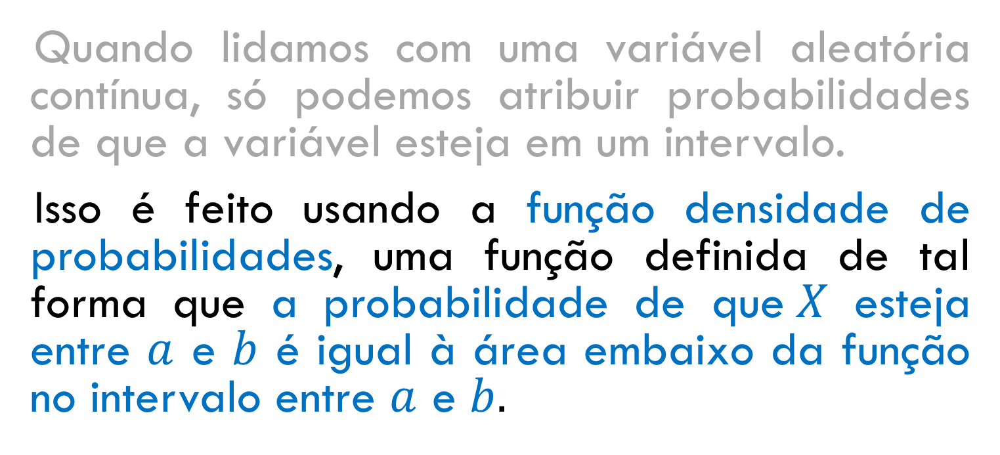 Quando lidamos com uma variável aleatória
contínua, só podemos atribuir probabilidades
de que a variável esteja em um intervalo.
Isso é feito usando a função densidade de
probabilidades, uma função definida de tal
forma que a probabilidade de que X esteja
entre a e b é igual à área embaixo da função
no intervalo entre a e b.